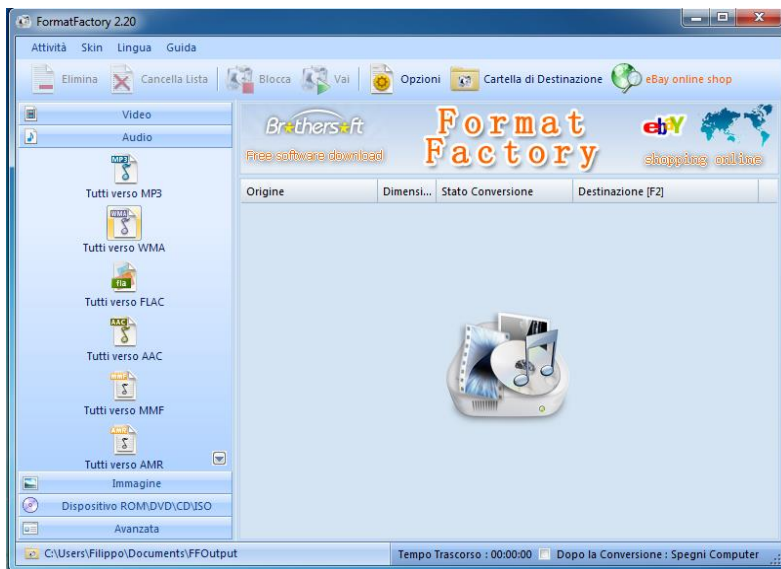 FormatFactory 2.20
Attività Skin Lingua Guida
Elimina Cancella Lista Blocca Vai Opzioni Cartella di Destinazione eBay online shop
Video
Audio
MP3
Tutti verso MP3
WMA
Tutti verso WMA
fla
Tutti verso FLAC
AAC
Tutti verso AAC
Tutti verso MMF
Tutti verso AMR
Immagine
Dispositivo ROM\DVD\CD\ISO
Avanzata
Brothersoft
Free software download
Format
Factory
ebY
shopping online
Origine Dimensi... Stato Conversione Destinazione [F2]
C:\Users\Filippo\Documents\FFOutput Tempo Trascorso : 00:00:00 Dopo la Conversione : Spegni Computer